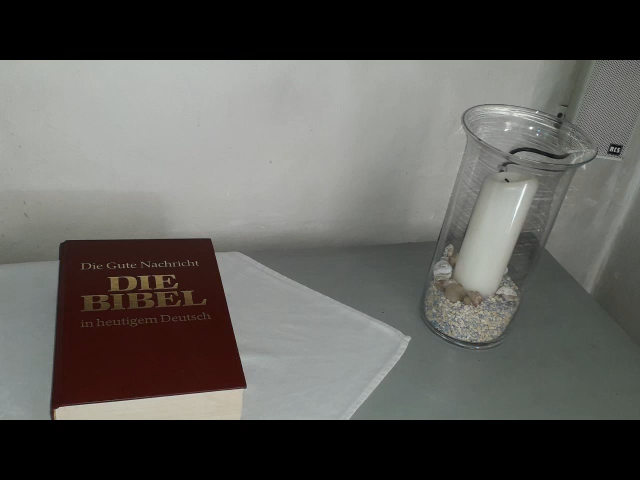 Die Gute Nachricht
DIE
BIBEL
in heutigem Deutsch